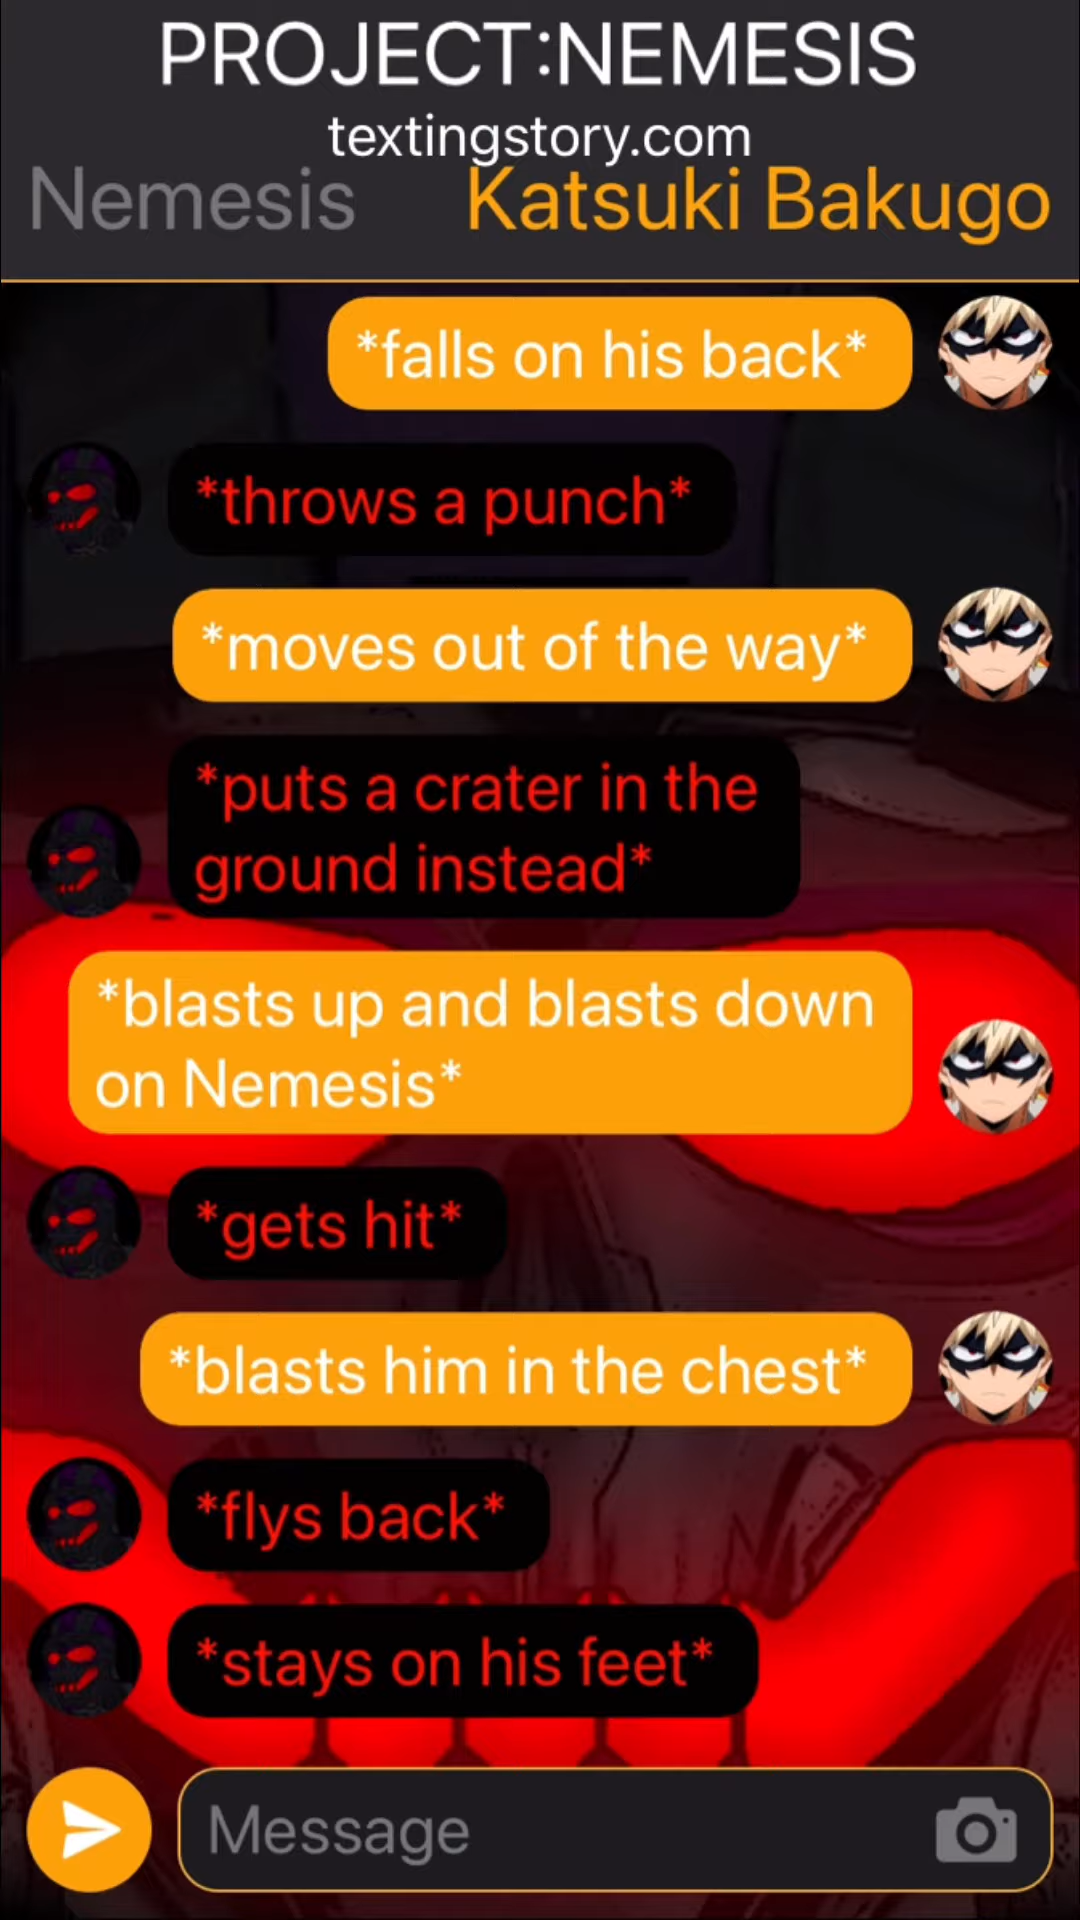 PROJECT:NEMESIS
textingstory.com
Nemesis
Katsuki Bakugo
*falls on his back*
*throws a punch*
*moves out of the way*
*puts a crater in the
ground instead*
*blasts up and blasts down
on Nemesis*
*gets hit*
*blasts him in the chest*
*flys back*
*stays on his feet*
Message